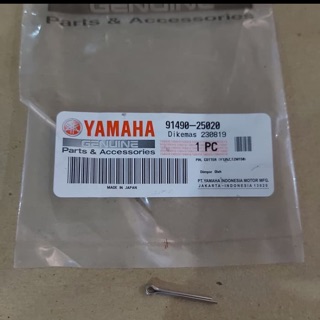 GENUINE
Parts & Accessories
YAMAHA
GENUINE
Parts & Accessories
91490-25020
Dikemas 230819
1 PC
PIN, COTTER
MADE IN JAPAN
PT.YAMAHA INDONESIA MOTOR MFG.
JAKARTA-INDONESIA